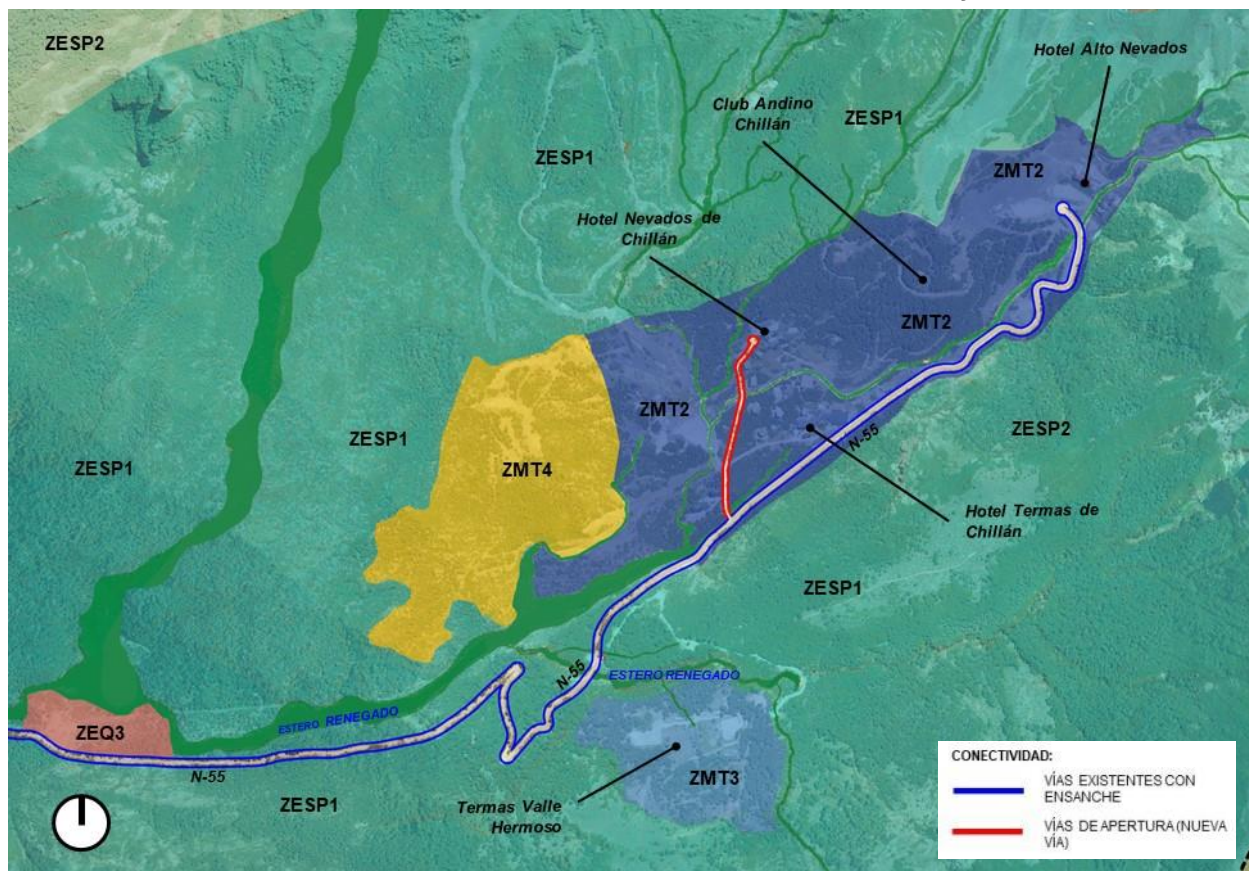 ZESP2
Hotel Alto Nevados
Club Andino
Chillán
ZESP1
ZESP1
ZMT2
Hotel Nevados de
Chillán
ZMT2
ZMT2
ZESP1
ZESP2
N-55
ZESP1
ZMT4
Hotel Termas de
Chillán
ZESP1
N-55
ESTERO RENEGADO
ESTERO RENEGADO
ZEQ3
N-55
ZMT3
ZESP1
Termas Valle
Hermoso
CONECTIVIDAD:
VÍAS EXISTENTES CON
ENSANCHE
VÍAS DE APERTURA (NUEVA
VÍA)